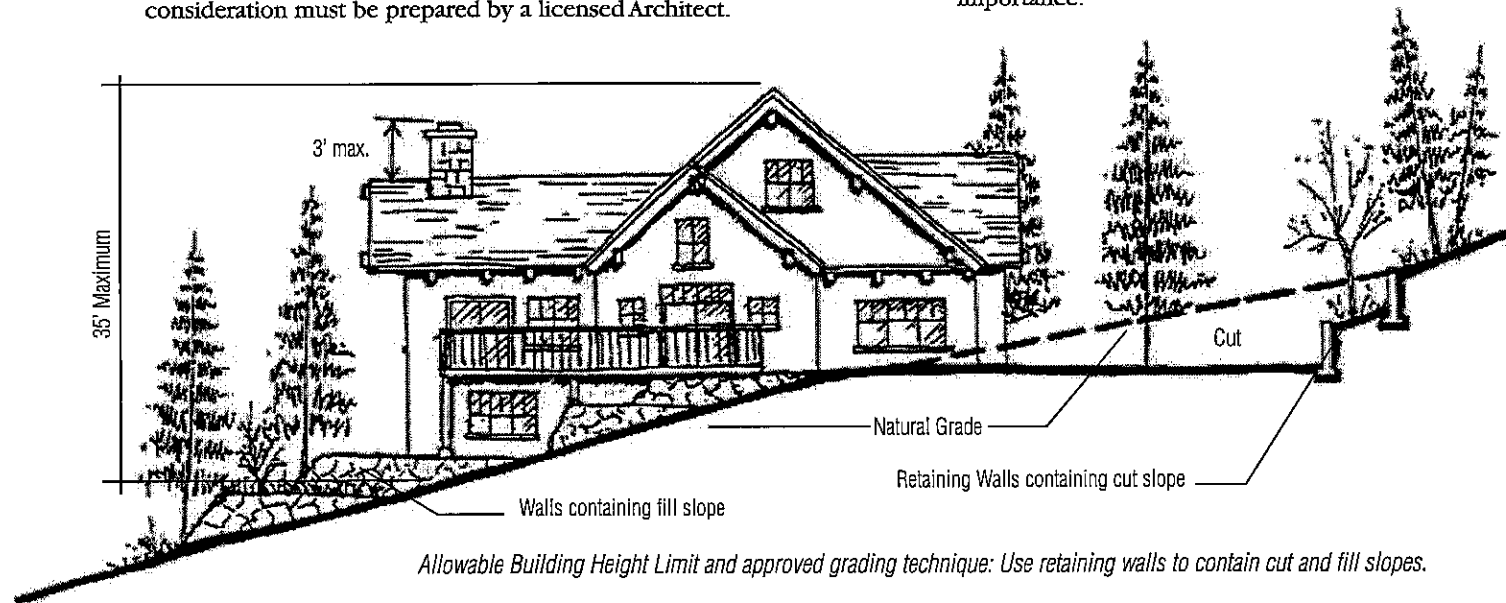 consideration must be prepared by a licensed Architect.
importance.
3' max.
35' Maximum
Cut
Natural Grade
Retaining Walls containing cut slope
Walls containing fill slope
Allowable Building Height Limit and approved grading technique: Use retaining walls to contain cut and fill slopes.